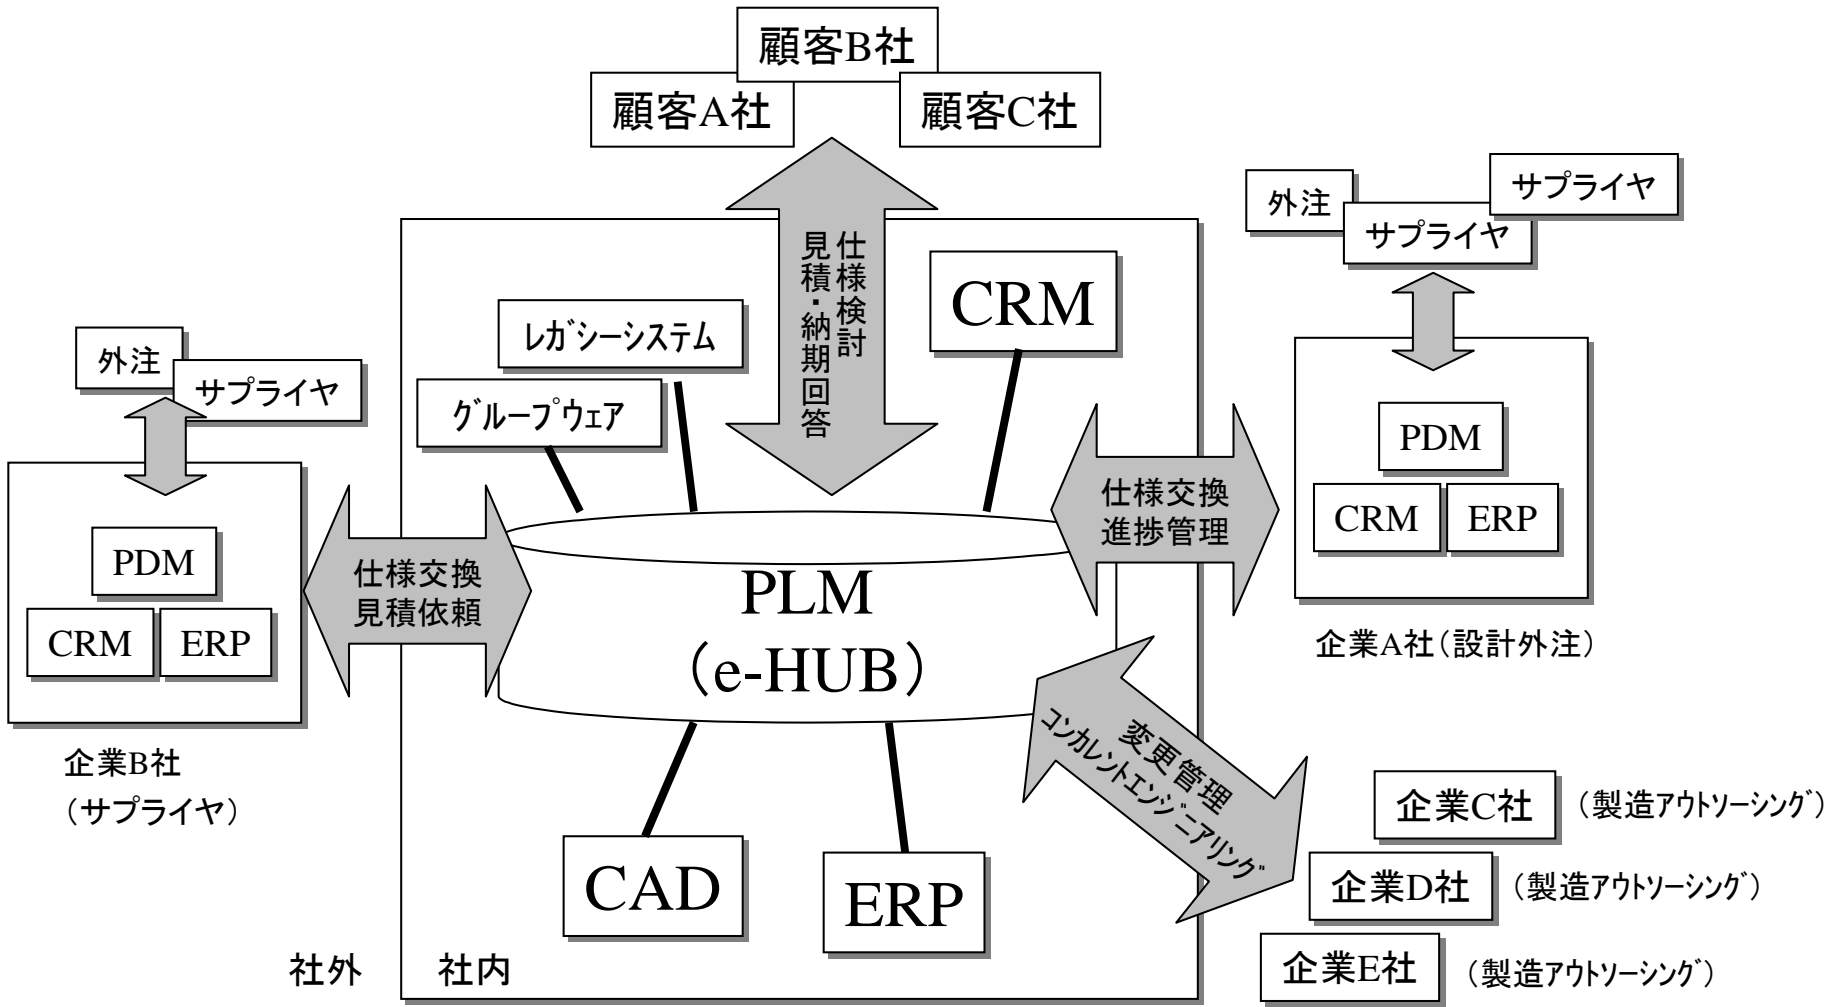 顧客B社
顧客A社
顧客C社
外注
サプライヤ
サプライヤ
仕様検討
見積・納期回答
CRM
レガシーシステム
グループウェア
外注
サプライヤ
PDM
CRM
ERP
企業A社(設計外注)
仕様交換
進捗管理
PDM
CRM
ERP
企業B社
(サプライヤ)
仕様交換
見積依頼
PLM
(e-HUB)
変更管理
コンカレントエンジニアリング
企業C社
(製造アウトソーシング)
企業D社
(製造アウトソーシング)
企業E社
(製造アウトソーシング)
CAD
ERP
社外
社内